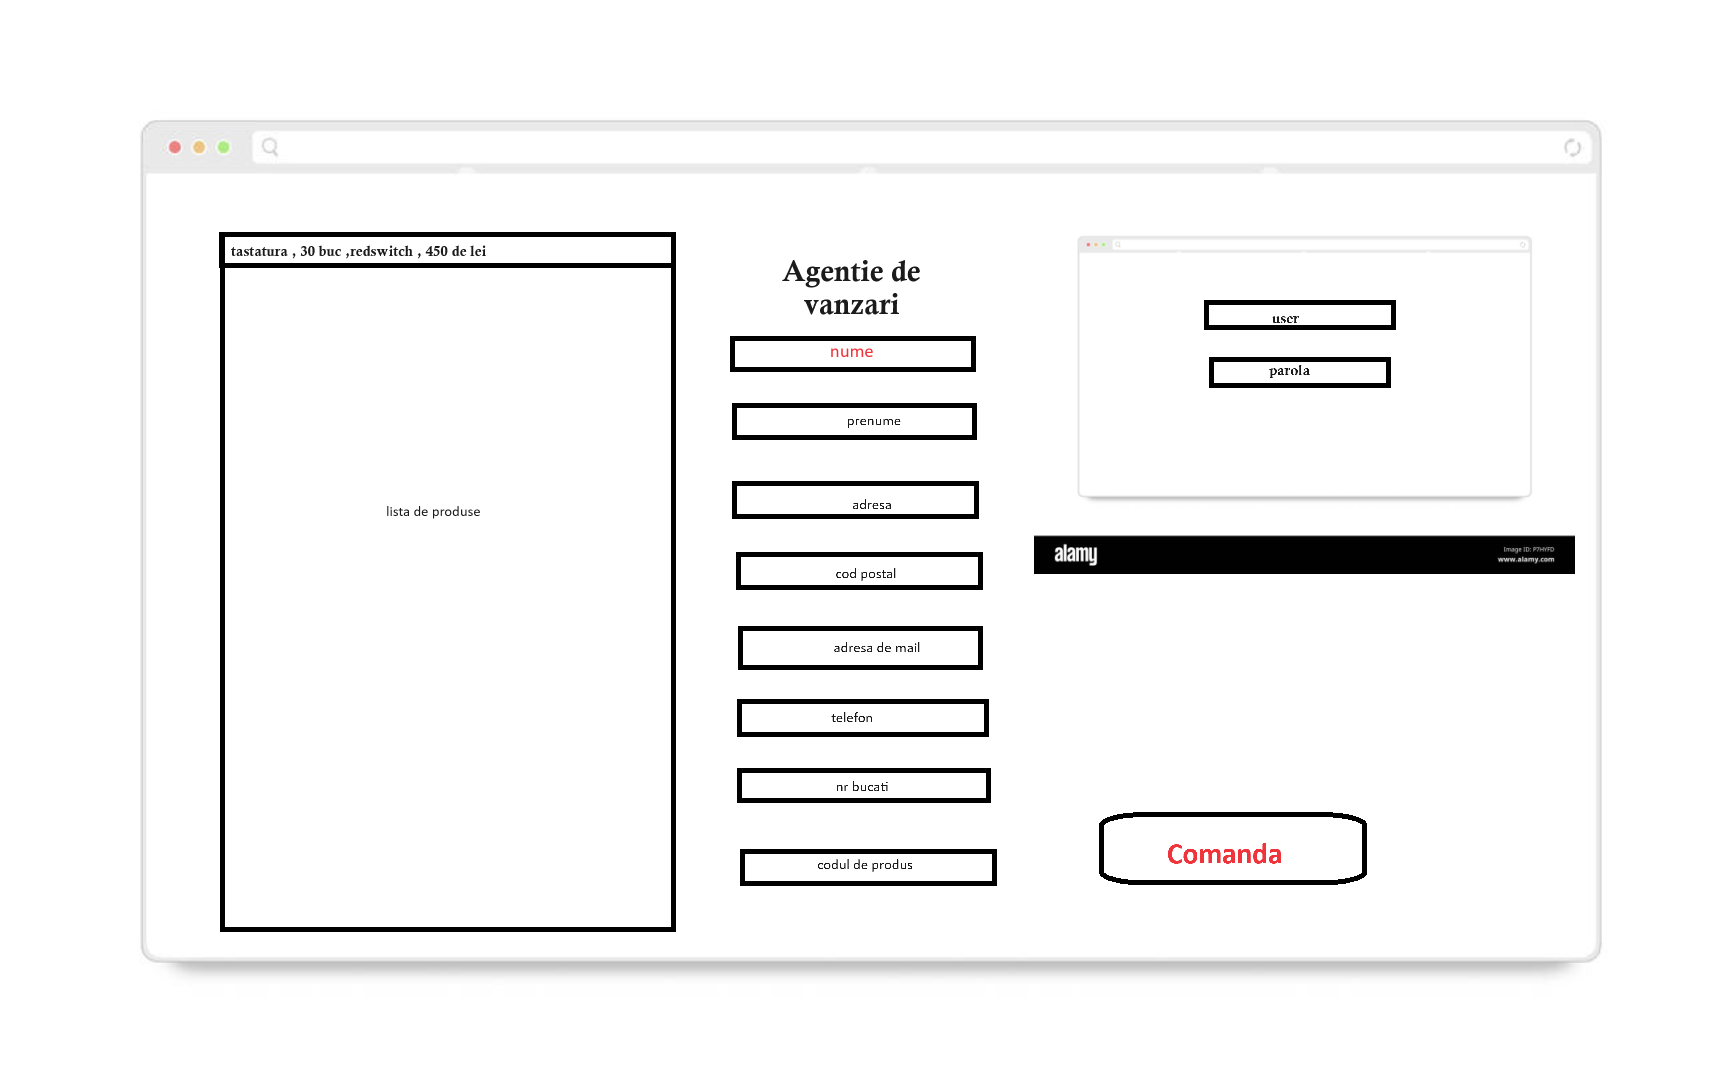 tastatura , 30 buc ,redswitch , 450 de lei
lista de produse
Agentie de
vanzari
nume
prenume
adresa
cod postal
adresa de mail
telefon
nr bucati
codul de produs
user
parola
alamy
Image ID: P7HYFD
www.alamy.com
Comanda